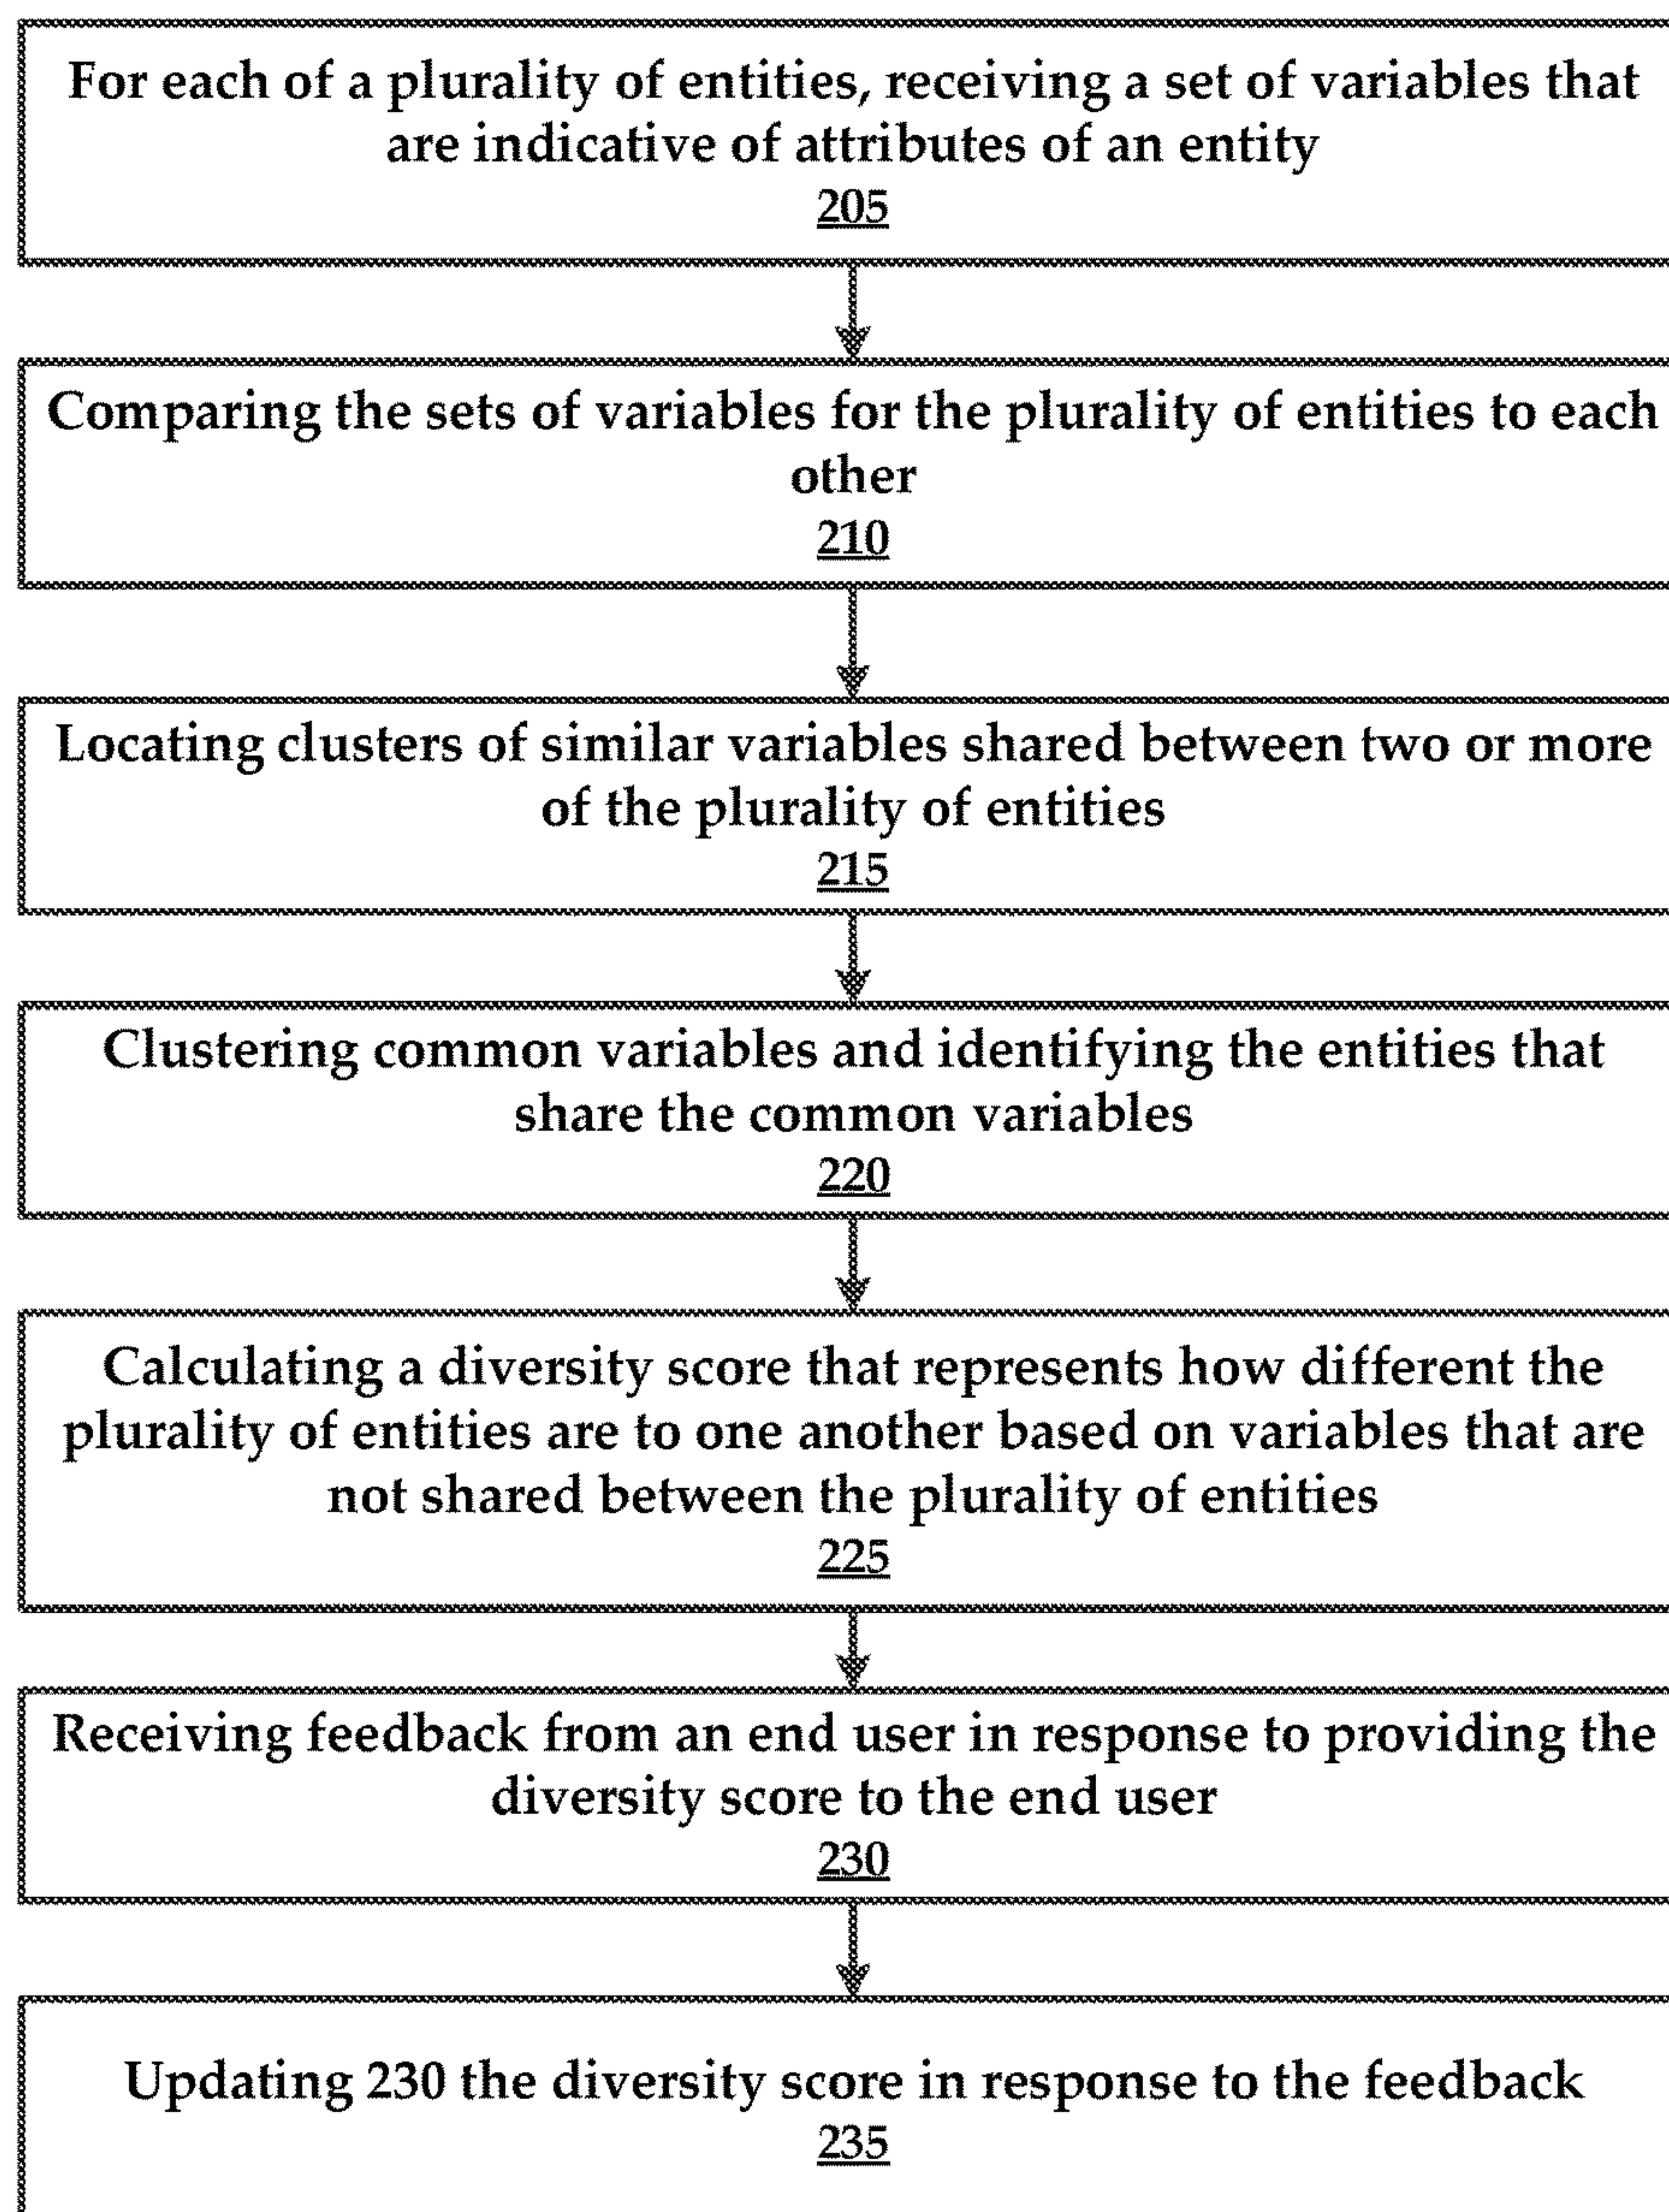 For each of a plurality of entities, receiving a set of variables that
are indicative of attributes of an entity
205
Comparing the sets of variables for the plurality of entities to each
other
210
Locating clusters of similar variables shared between two or more
of the plurality of entities
215
Clustering common variables and identifying the entities that
share the common variables
220
Calculating a diversity score that represents how different the
plurality of entities are to one another based on variables that are
not shared between the plurality of entities
225
Receiving feedback from an end user in response to providing the
diversity score to the end user
230
Updating 230 the diversity score in response to the feedback
235